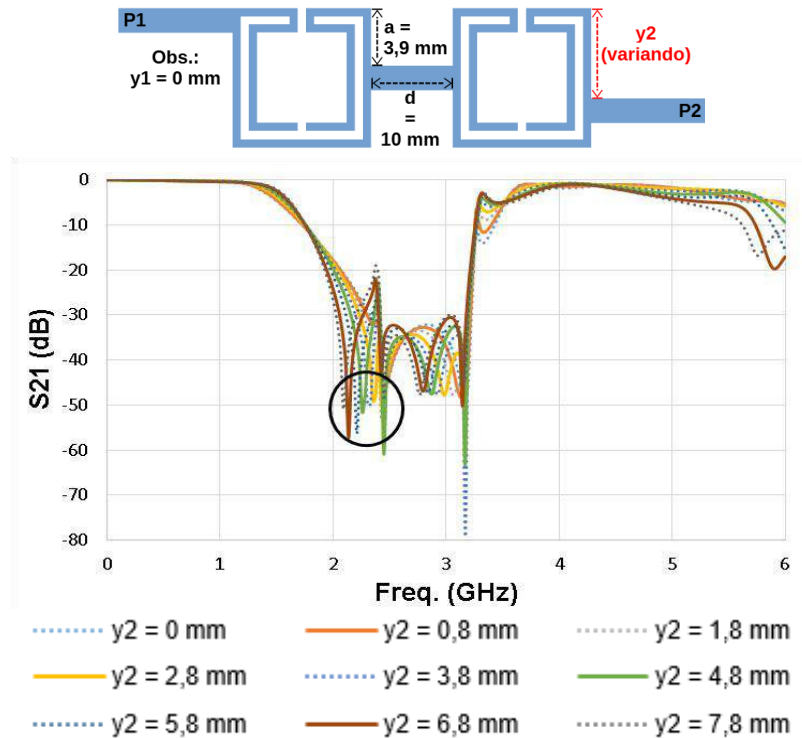 P1
Obs.:
y1 = 0 mm
a =
3,9 mm
d
=
10 mm
y2
(variando)
P2
0
-10
-20
-30
-40
-50
-60
-70
-80
S21 (dB)
0 1 2 3 4 5 6
Freq. (GHz)
y2 = 0 mm y2 = 0,8 mm y2 = 1,8 mm
y2 = 2,8 mm y2 = 3,8 mm y2 = 4,8 mm
y2 = 5,8 mm y2 = 6,8 mm y2 = 7,8 mm